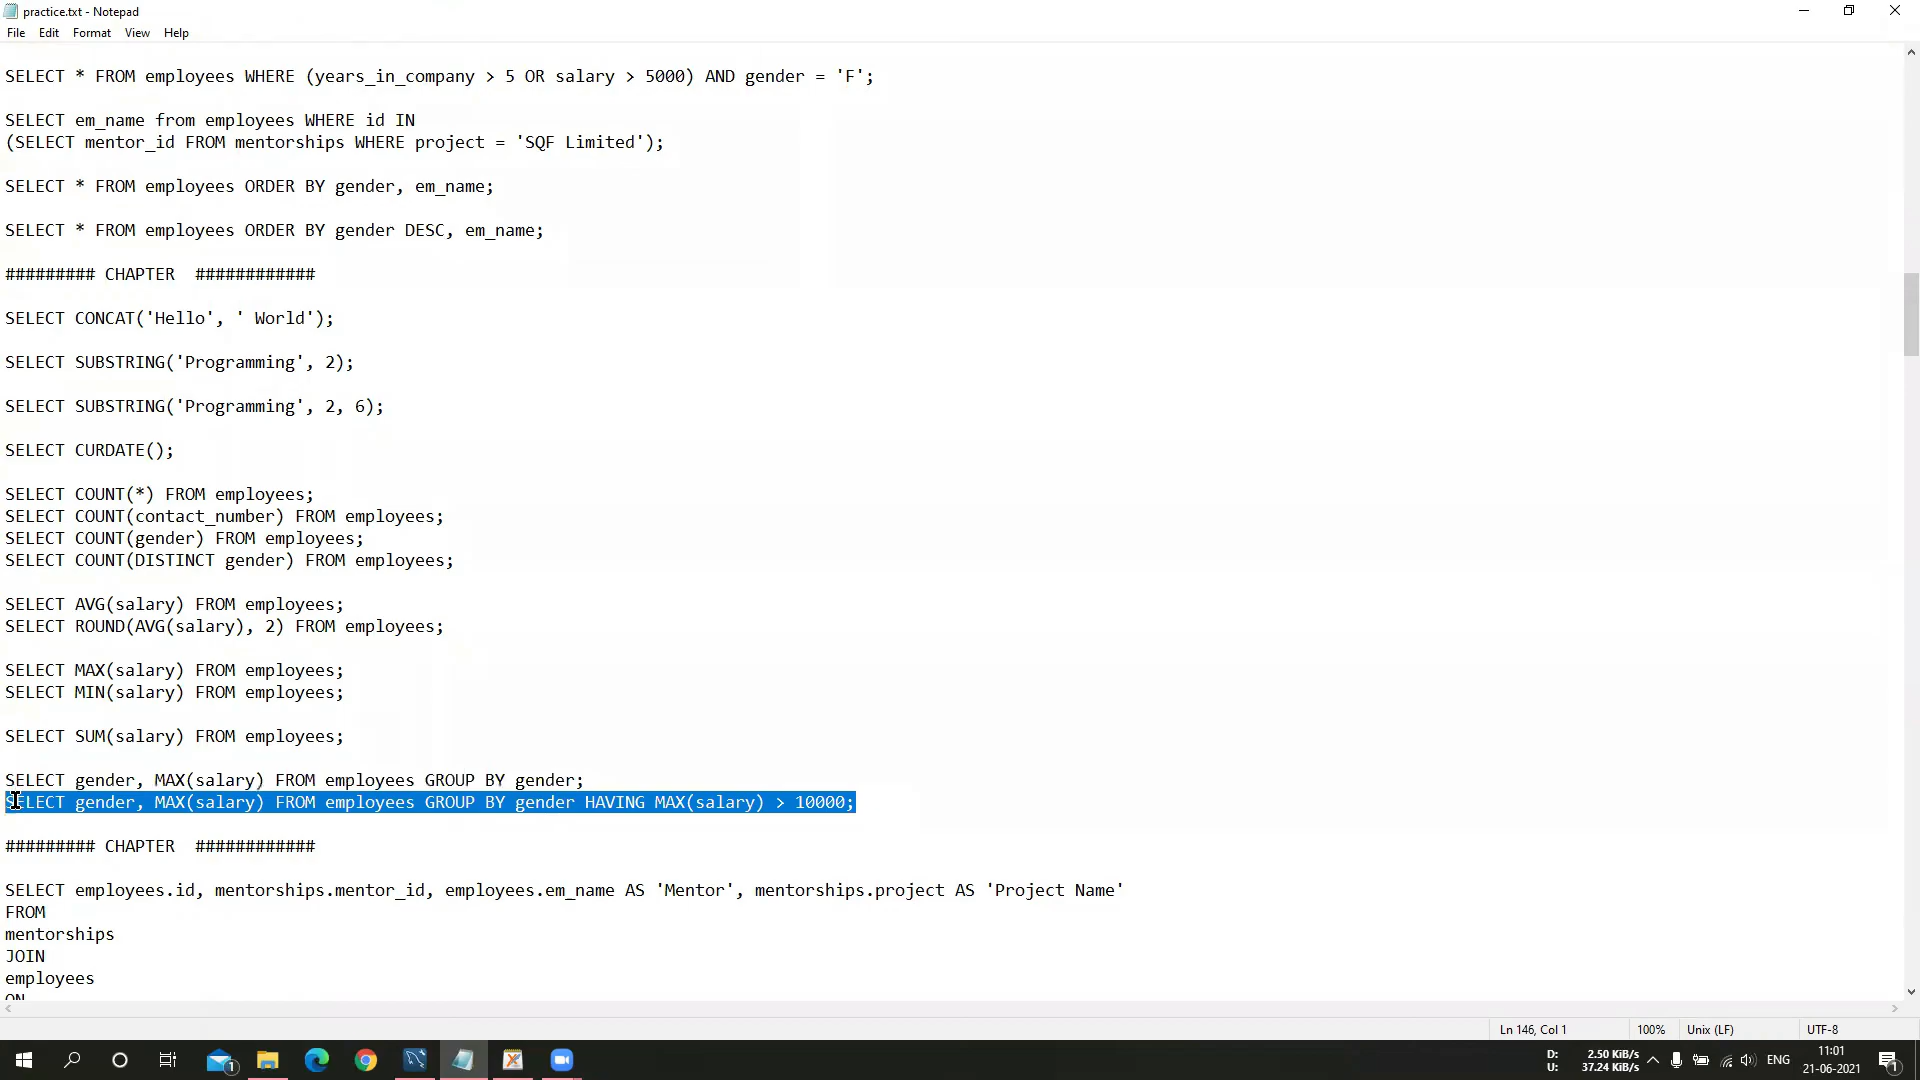 practice.txt - Notepad
File Edit Format View Help
SELECT * FROM employees WHERE (years_in_company > 5 OR salary > 5000) AND gender = 'F';
SELECT em_name from employees WHERE id IN
(SELECT mentor_id FROM mentorships WHERE project = 'SQF Limited');
SELECT * FROM employees ORDER BY gender, em_name;
SELECT * FROM employees ORDER BY gender DESC, em_name;
######### CHAPTER  ############
SELECT CONCAT('Hello', ' World');
SELECT SUBSTRING('Programming', 2);
SELECT SUBSTRING('Programming', 2, 6);
SELECT CURDATE();
SELECT COUNT(*) FROM employees;
SELECT COUNT(contact_number) FROM employees;
SELECT COUNT(gender) FROM employees;
SELECT COUNT(DISTINCT gender) FROM employees;
SELECT AVG(salary) FROM employees;
SELECT ROUND(AVG(salary), 2) FROM employees;
SELECT MAX(salary) FROM employees;
SELECT MIN(salary) FROM employees;
SELECT SUM(salary) FROM employees;
SELECT gender, MAX(salary) FROM employees GROUP BY gender;
SELECT gender, MAX(salary) FROM employees GROUP BY gender HAVING MAX(salary) > 10000;
######### CHAPTER  ############
SELECT employees.id, mentorships.mentor_id, employees.em_name AS 'Mentor', mentorships.project AS 'Project Name'
FROM
mentorships
JOIN
employees
ON
Ln 146, Col 1 100% Unix (LF) UTF-8
D: 2.50 KiB/s
U: 37.24 KiB/s
ENG
11:01
21-06-2021
1
1